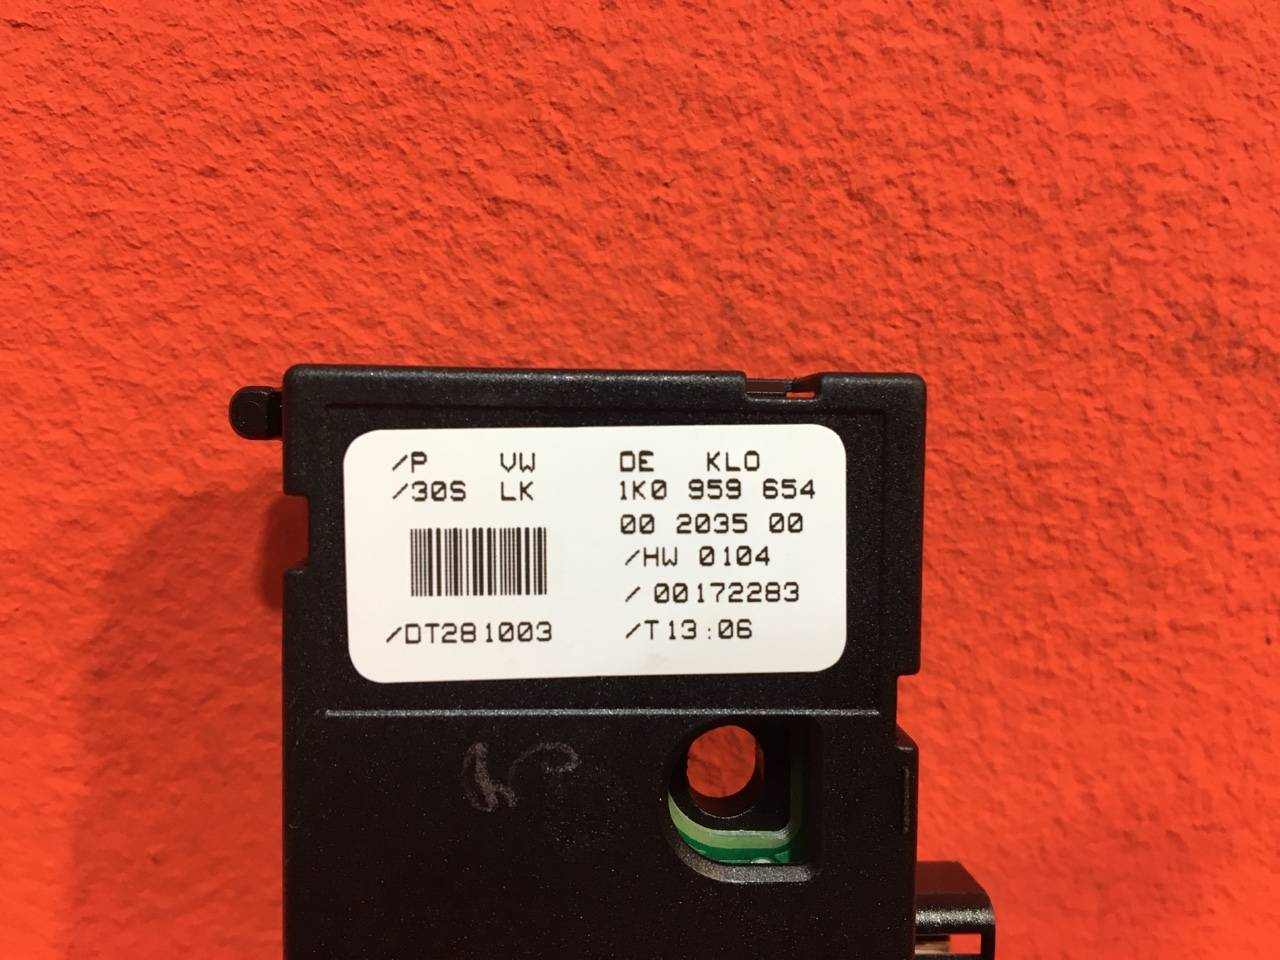 /P VW DE KLO
/30S LK 1K0 959 654
00 2035 00
/HW 0104
/ 00172283
/DT281003 /T13:06